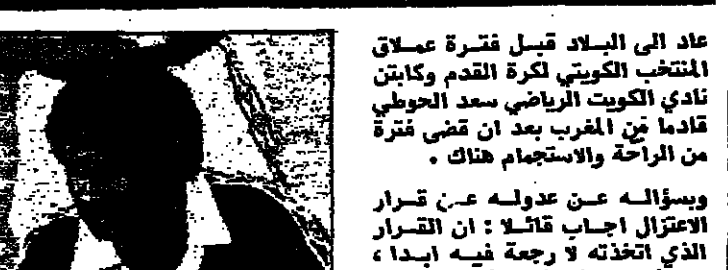 عاد الى البلاد قبل فترة عملاق
المنتخب الكويتي لكرة القدم وكابتن
نادي الكويت الرياضي سعد الحوطي
قادما من المغرب بعد ان قضى فترة
من الراحة والاستجمام هناك .
وبسؤاله عن عدوله عن قرار
الاعتزال اجاب قائلا : ان القرار
الذي اتخذته لا رجعة فيه ابدا ،